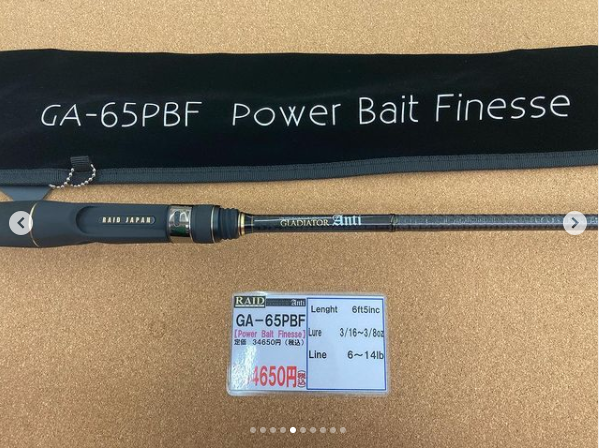 GA-65PBF Power Bait Finesse
RAID JAPAN
GLADIATOR Anti
RAID Anti
GA-65PBF
[Power Bait Finesse]
定価 34650円(税込)
4650円
Lenght 6ft5inc
Lure 3/16~3/8oz
Line 6~14lb